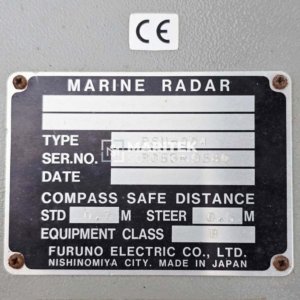 CE
MARINE RADAR
TYPE
SER.NO.
DATE
COMPASS SAFE DISTANCE
STD M STEER M
EQUIPMENT CLASS
FURUNO ELECTRIC CO., LTD.
NISHINOMIYA CITY. MADE IN JAPAN